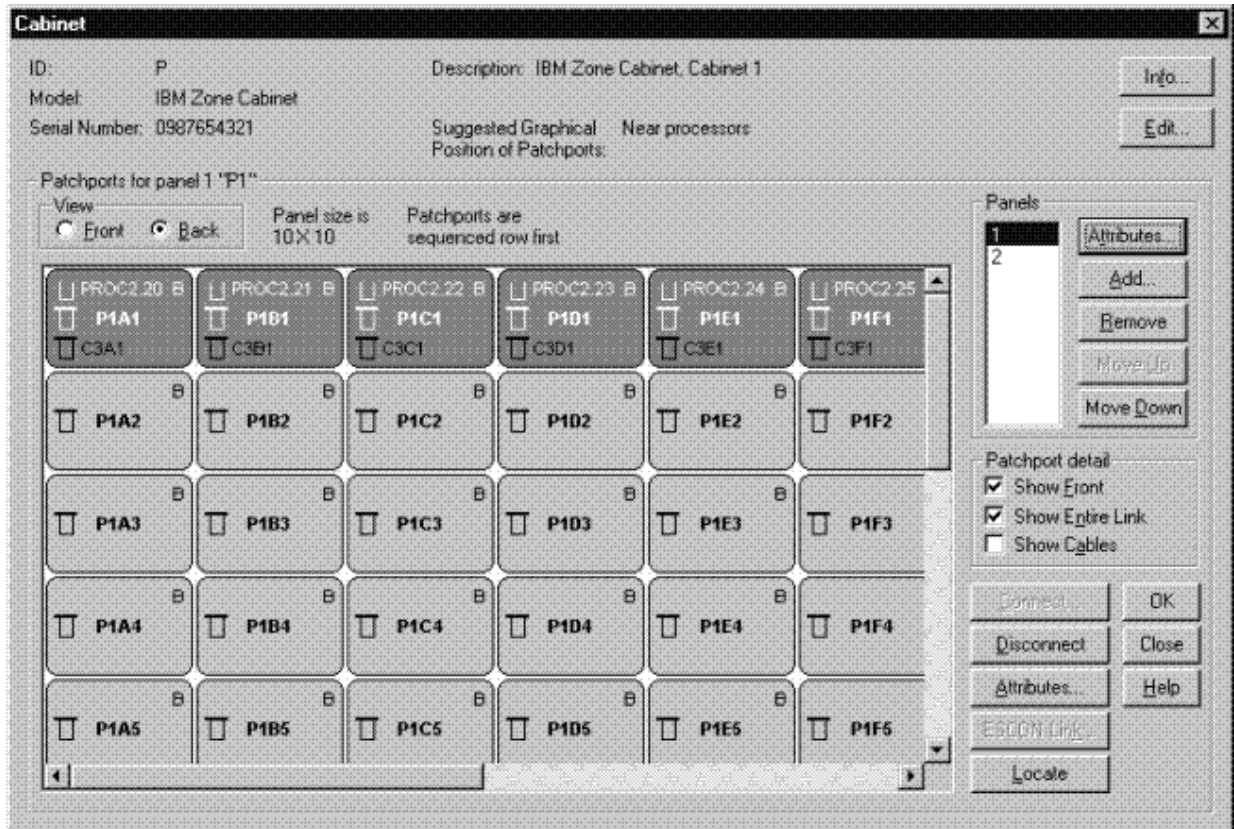 Cabinet
ID: P
Description: IBM Zone Cabinet, Cabinet 1
Info...
Model: IBM Zone Cabinet
Serial Number: 0987654321
Suggested Graphical Position of Patchports: Near processors
Edit...
Patchports for panel 1 "P1"
View
Front Back
Panel size is 10 X 10
Patchports are sequenced row first
PROC2.20 B PROC2.21 B PROC2.22 B PROC2.23 B PROC2.24 B PROC2.25
P1A1 P1B1 P1C1 P1D1 P1E1 P1F1
C3A1 C3B1 C3C1 C3D1 C3E1 C3F1
B B B B B
P1A2 P1B2 P1C2 P1D2 P1E2 P1F2
B B B B B
P1A3 P1B3 P1C3 P1D3 P1E3 P1F3
B B B B B
P1A4 P1B4 P1C4 P1D4 P1E4 P1F4
B B B B B
P1A5 P1B5 P1C5 P1D5 P1E5 P1F5
Panels
1
2
Attributes...
Add...
Remove
Move Up
Move Down
Patchport detail
Show Front
Show Entire Link
Show Cables
Connect...
OK
Disconnect
Close
Attributes...
Help
ESCON Link...
Locate